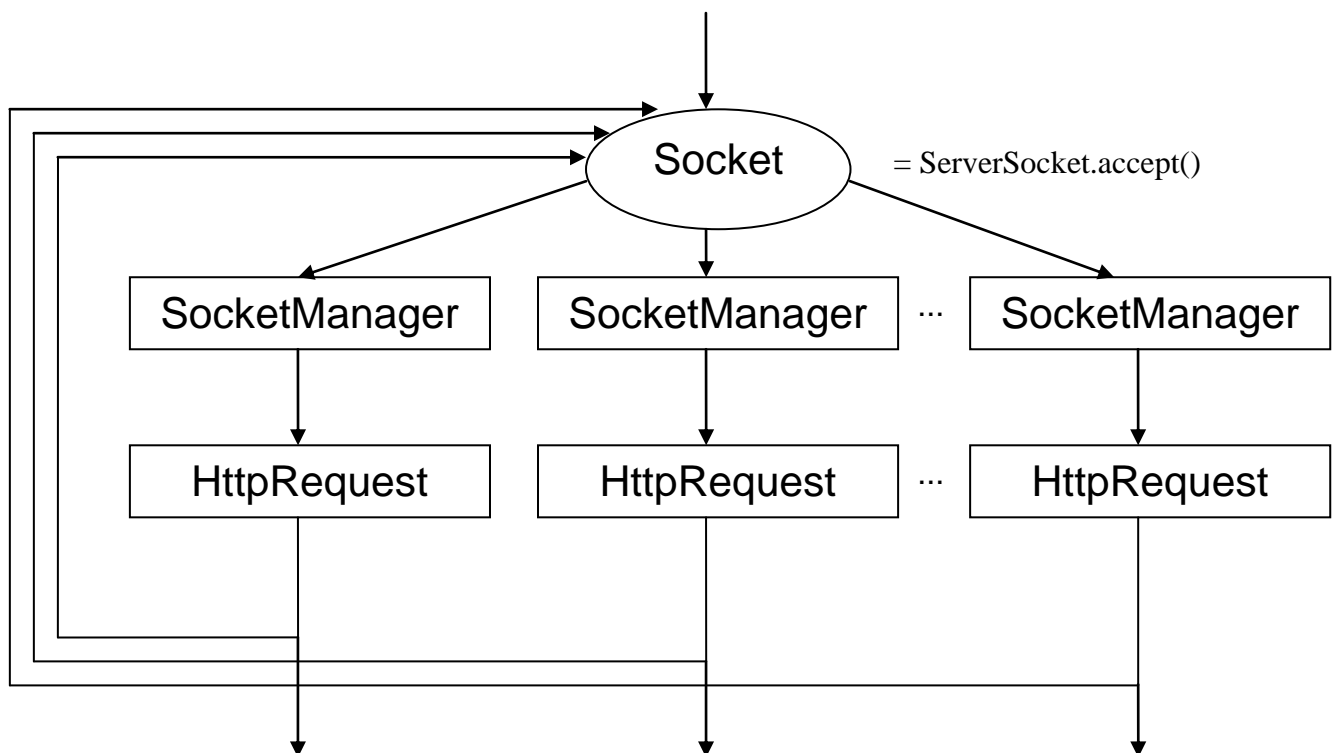 Socket = ServerSocket.accept()
SocketManager SocketManager ... SocketManager
HttpRequest HttpRequest ... HttpRequest